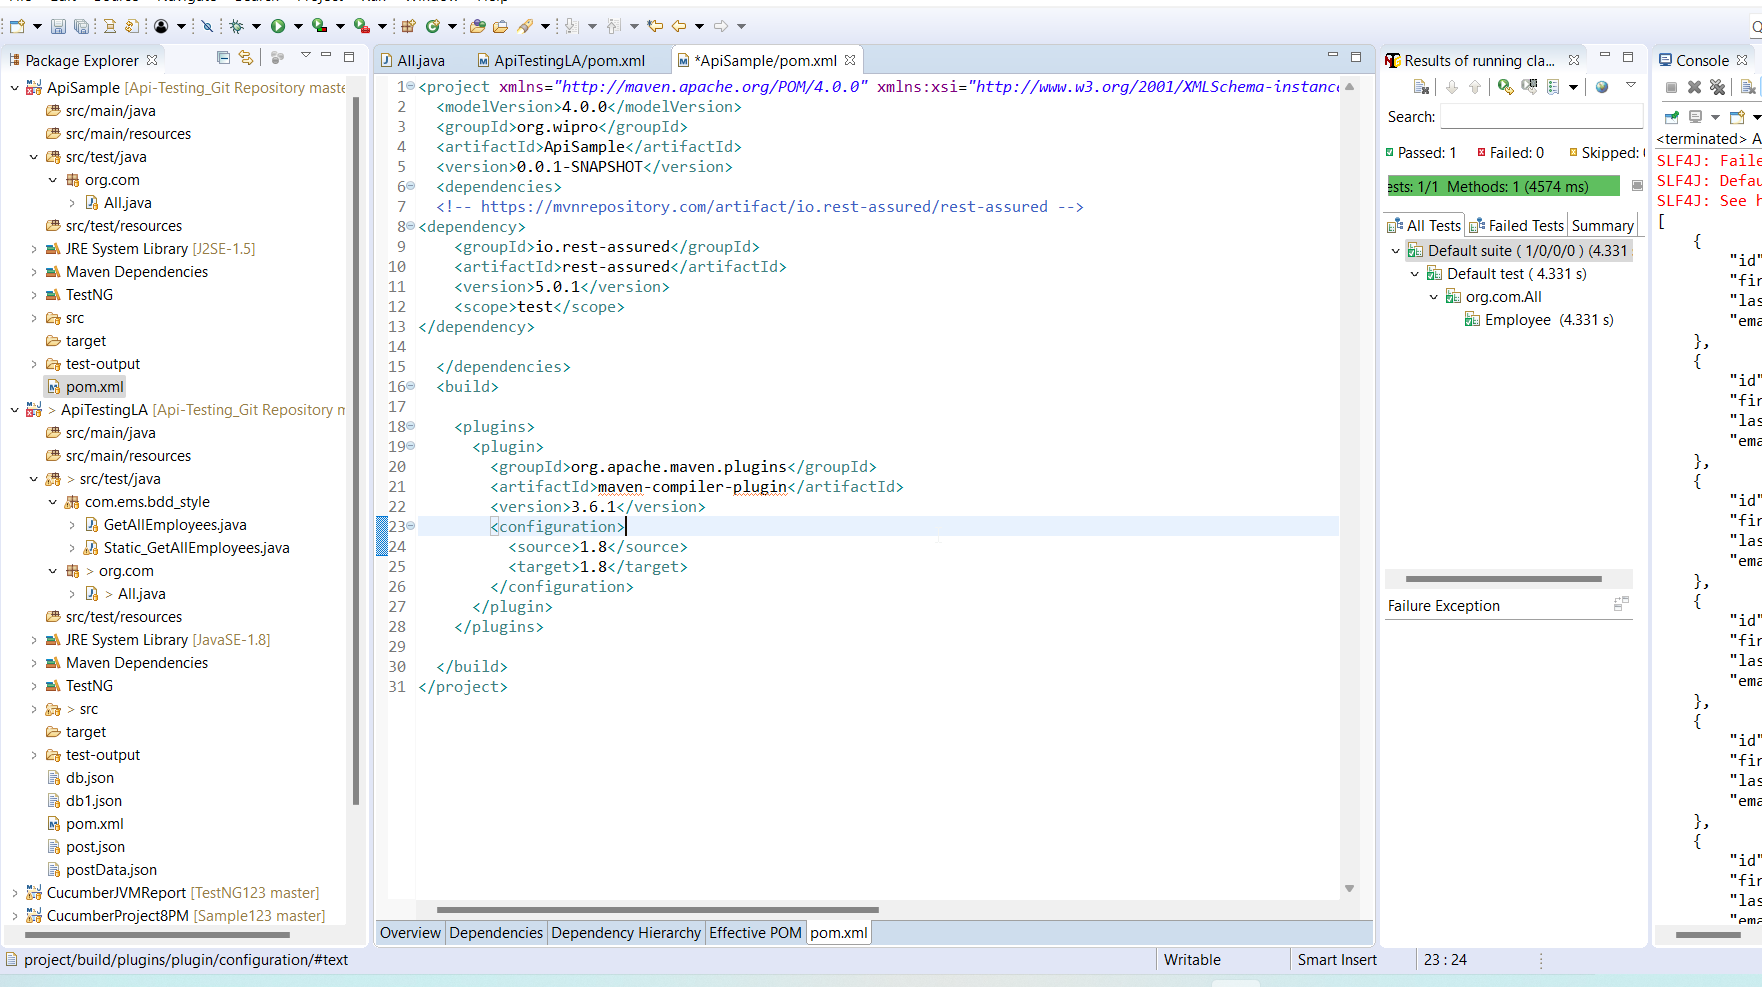 Package Explorer
ApiSample [Api-Testing_Git Repository maste
src/main/java
src/main/resources
src/test/java
org.com
All.java
src/test/resources
JRE System Library [J2SE-1.5]
Maven Dependencies
TestNG
src
target
test-output
pom.xml
> ApiTestingLA [Api-Testing_Git Repository m
src/main/java
src/main/resources
> src/test/java
com.ems.bdd_style
GetAllEmployees.java
Static_GetAllEmployees.java
> org.com
> All.java
src/test/resources
JRE System Library [JavaSE-1.8]
Maven Dependencies
TestNG
> src
target
test-output
db.json
db1.json
pom.xml
post.json
postData.json
CucumberJVMReport [TestNG123 master]
CucumberProject8PM [Sample123 master]
All.java
ApiTestingLA/pom.xml
*ApiSample/pom.xml
1 <project xmlns="http://maven.apache.org/POM/4.0.0" xmlns:xsi="http://www.w3.org/2001/XMLSchema-instance
2 <modelVersion>4.0.0</modelVersion>
3 <groupId>org.wipro</groupId>
4 <artifactId>ApiSample</artifactId>
5 <version>0.0.1-SNAPSHOT</version>
6 <dependencies>
7 <!-- https://mvnrepository.com/artifact/io.rest-assured/rest-assured -->
8 <dependency>
9 <groupId>io.rest-assured</groupId>
10 <artifactId>rest-assured</artifactId>
11 <version>5.0.1</version>
12 <scope>test</scope>
13 </dependency>
14
15 </dependencies>
16 <build>
17
18 <plugins>
19 <plugin>
20 <groupId>org.apache.maven.plugins</groupId>
21 <artifactId>maven-compiler-plugin</artifactId>
22 <version>3.6.1</version>
23 <configuration>
24 <source>1.8</source>
25 <target>1.8</target>
26 </configuration>
27 </plugin>
28 </plugins>
29
30 </build>
31 </project>
Overview
Dependencies
Dependency Hierarchy
Effective POM
pom.xml
Results of running cla...
Search:
Passed: 1 Failed: 0 Skipped:
ests: 1/1 Methods: 1 (4574 ms)
All Tests
Failed Tests
Summary
Default suite ( 1/0/0/0 ) (4.331
Default test ( 4.331 s)
org.com.All
Employee (4.331 s)
Failure Exception
Console
<terminated> A
SLF4J: Faile
SLF4J: Defau
SLF4J: See h
[
{
"id"
"fir
"las
"ema
},
{
"id"
"fir
"las
"ema
},
{
"id"
"fir
"las
"ema
},
{
"id"
"fir
"las
"ema
},
{
"id"
"fir
"las
"ema
},
{
"id"
"fir
"las
"ema
project/build/plugins/plugin/configuration/#text
Writable
Smart Insert
23 : 24